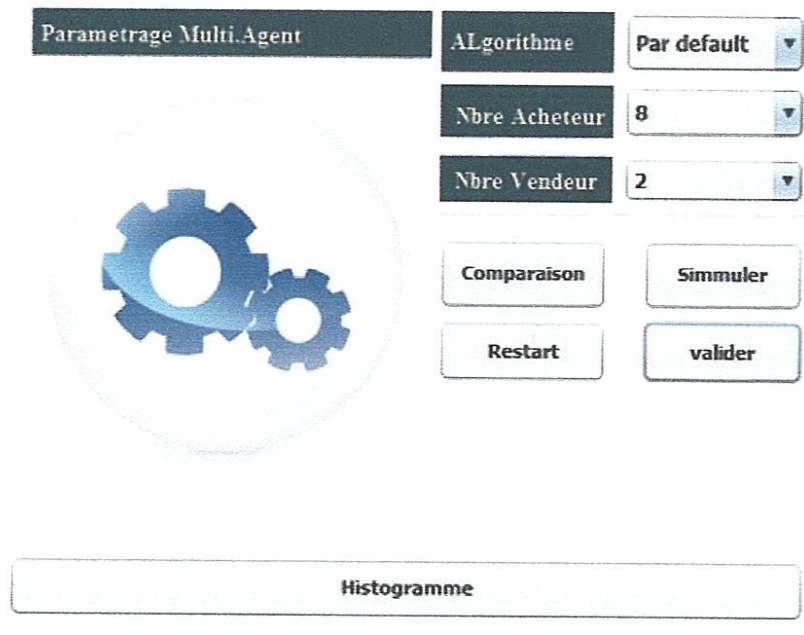 Parametrage Multi.Agent
ALgorithme
Par default
Nbre Acheteur
8
Nbre Vendeur
2
Comparaison
Simmuler
Restart
valider
Histogramme